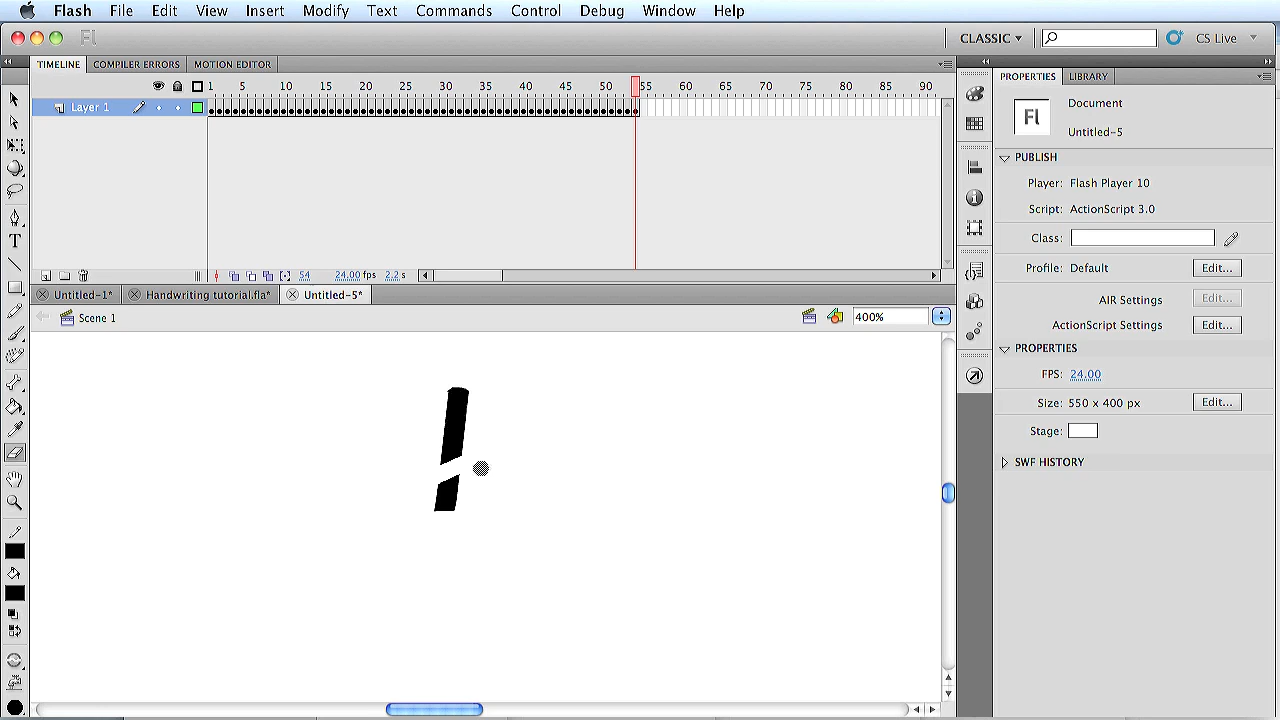 Flash File Edit View Insert Modify Text Commands Control Debug Window Help
Fl CLASSIC CS Live
TIMELINE COMPILER ERRORS MOTION EDITOR
PROPERTIES LIBRARY
1 5 10 15 20 25 30 35 40 45 50 55 60 65 70 75 80 85 90
Layer 1
Fl
Document
Untitled-5
PUBLISH
Player: Flash Player 10
Script: ActionScript 3.0
Class:
Profile: Default Edit...
AIR Settings Edit...
ActionScript Settings Edit...
PROPERTIES
FPS: 24.00
Size: 550 x 400 px Edit...
Stage:
SWF HISTORY
T
54 24.00 fps 2.2 s
Untitled-1* Handwriting tutorial.fla* Untitled-5*
Scene 1 400%